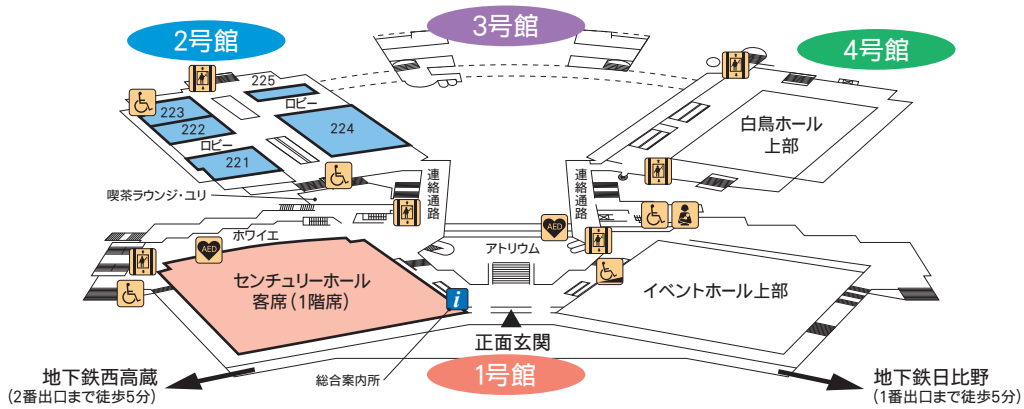 2号館
3号館
4号館
225
ロビー
223
222
224
ロビー
221
白鳥ホール
上部
連絡通路
連絡通路
喫茶ラウンジ・ユリ
ホワイエ
AED
AED
アトリウム
センチュリーホール
客席(1階席)
イベントホール上部
i
正面玄関
総合案内所
1号館
地下鉄西高蔵
(2番出口まで徒歩5分)
地下鉄日比野
(1番出口まで徒歩5分)